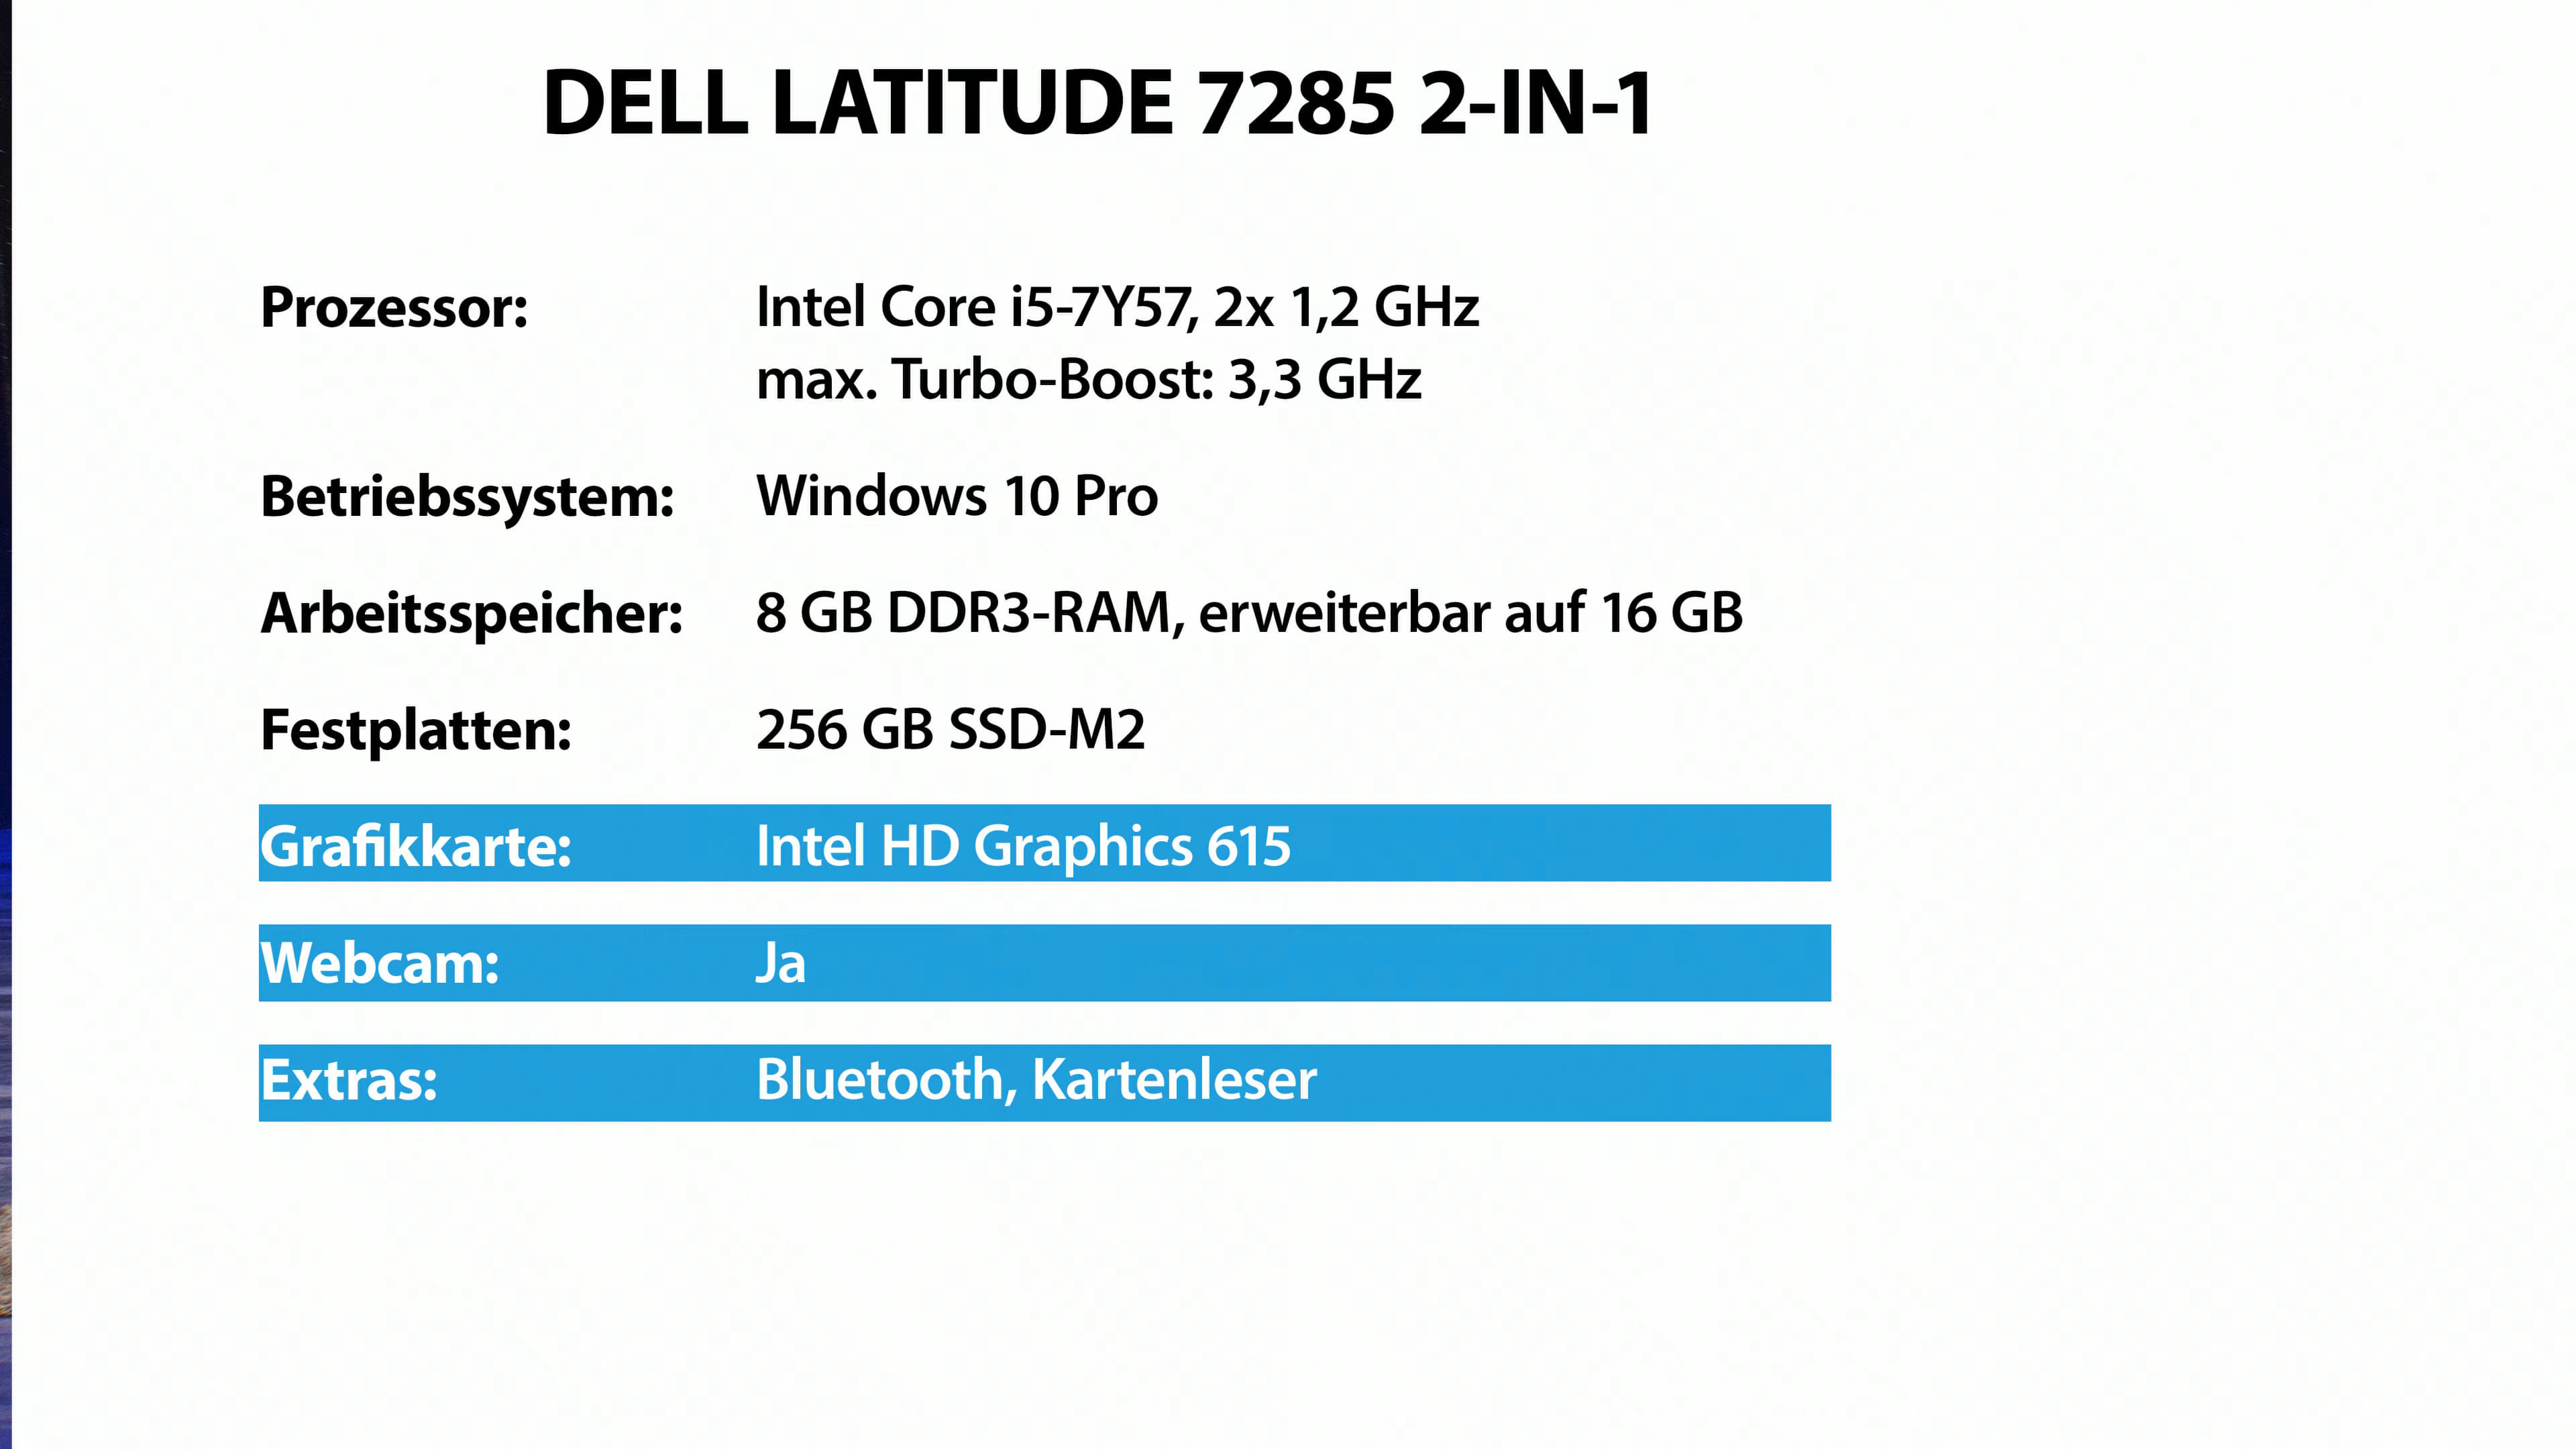 DELL LATITUDE 7285 2-IN-1
Prozessor: Intel Core i5-7Y57, 2x 1,2 GHz
max. Turbo-Boost: 3,3 GHz
Betriebssystem: Windows 10 Pro
Arbeitsspeicher: 8 GB DDR3-RAM, erweiterbar auf 16 GB
Festplatten: 256 GB SSD-M2
Grafikkarte: Intel HD Graphics 615
Webcam: Ja
Extras: Bluetooth, Kartenleser